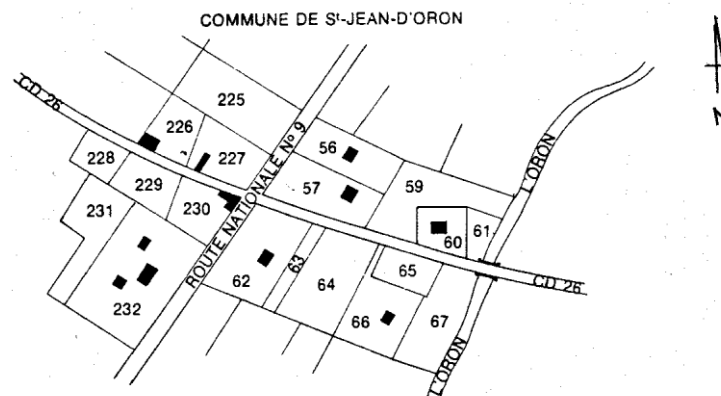 COMMUNE DE Sᵗ-JEAN-D'ORON
N
CD 26
225
226
227
ROUTE NATIONALE N° 9
56
57
59
L'ORON
228
229
230
231
232
60
61
62
63
64
65
66
67
CD 26
L'ORON